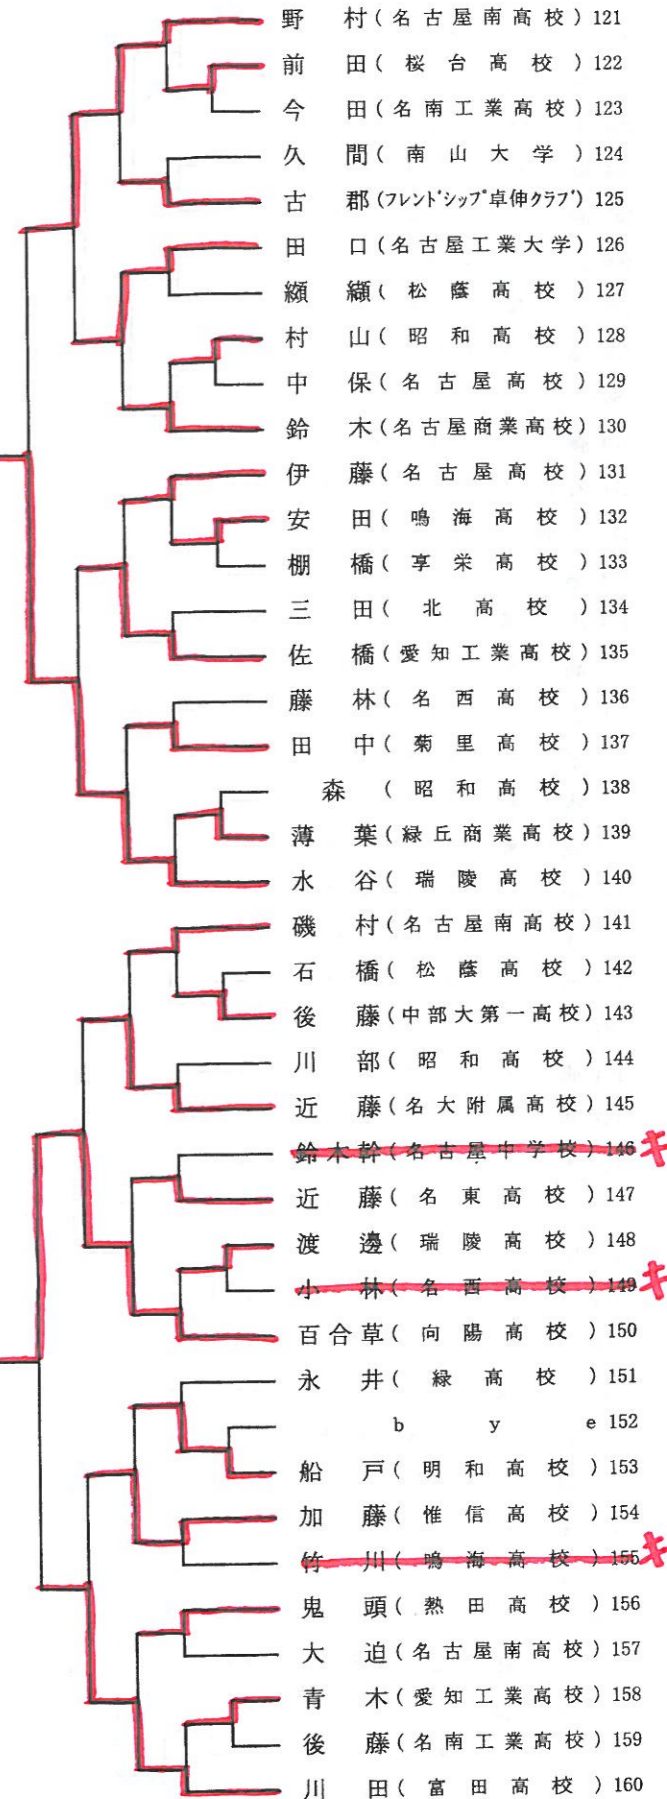 野村(名古屋南高校)121
前田(桜台高校)122
今田(名南工業高校)123
久間(南山大学)124
古郡(フレンドシップ卓伸クラブ)125
田口(名古屋工業大学)126
纐纈(松蔭高校)127
村山(昭和高校)128
中保(名古屋高校)129
鈴木(名古屋商業高校)130
伊藤(名古屋高校)131
安田(鳴海高校)132
棚橋(享栄高校)133
三田(北高校)134
佐橋(愛知工業高校)135
藤林(名西高校)136
田中(菊里高校)137
森(昭和高校)138
薄葉(緑丘商業高校)139
水谷(瑞陵高校)140
磯村(名古屋南高校)141
石橋(松蔭高校)142
後藤(中部大第一高校)143
川部(昭和高校)144
近藤(名大附属高校)145
鈴木幹(名古屋中学校)146 キ
近藤(名東高校)147
渡邊(瑞陵高校)148
小林(名西高校)149 キ
百合草(向陽高校)150
永井(緑高校)151
bye 152
船戸(明和高校)153
加藤(惟信高校)154
竹川(鳴海高校)155 キ
鬼頭(熱田高校)156
大迫(名古屋南高校)157
青木(愛知工業高校)158
後藤(名南工業高校)159
川田(富田高校)160